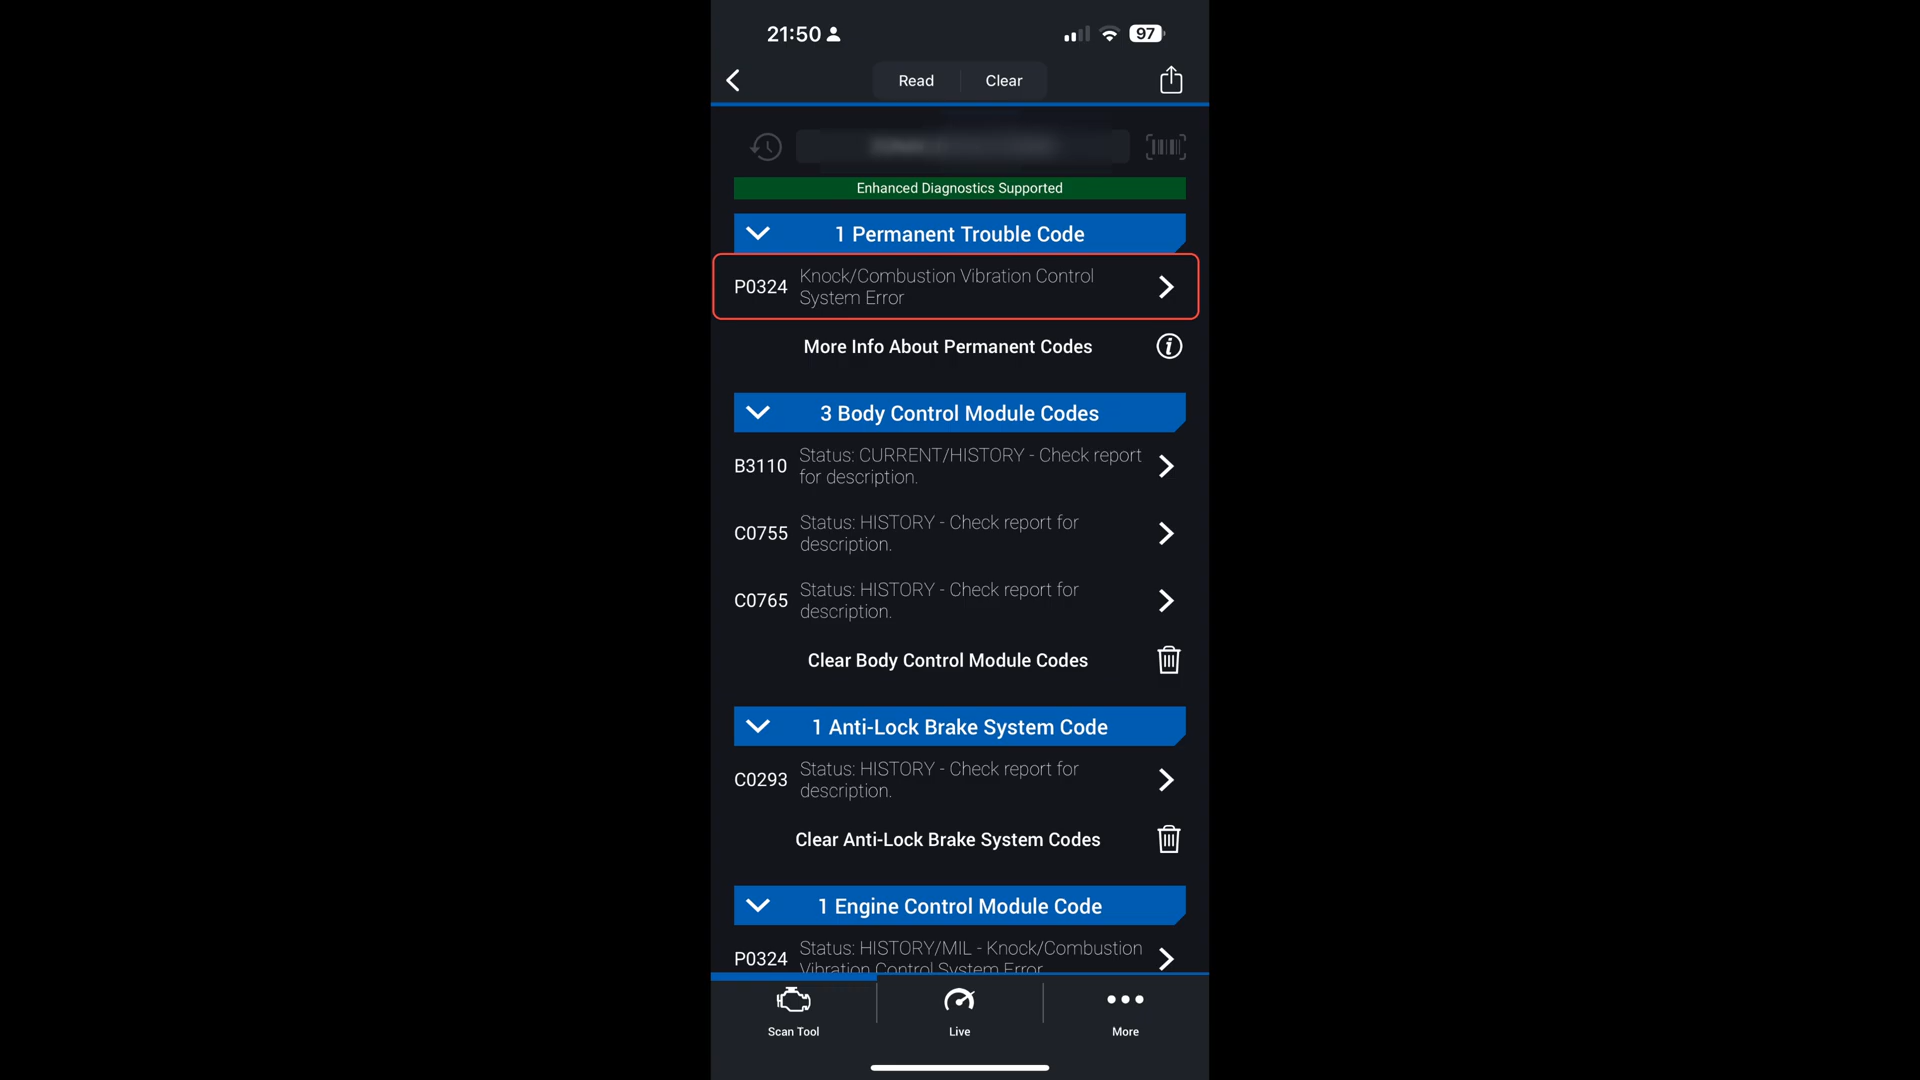 21:50
97
Read
Clear
Enhanced Diagnostics Supported
1 Permanent Trouble Code
P0324
Knock/Combustion Vibration Control
System Error
More Info About Permanent Codes
3 Body Control Module Codes
B3110
Status: CURRENT/HISTORY - Check report
for description.
C0755
Status: HISTORY - Check report for
description.
C0765
Status: HISTORY - Check report for
description.
Clear Body Control Module Codes
1 Anti-Lock Brake System Code
C0293
Status: HISTORY - Check report for
description.
Clear Anti-Lock Brake System Codes
1 Engine Control Module Code
P0324
Status: HISTORY/MIL - Knock/Combustion
Vibration Control System Error
Scan Tool
Live
More